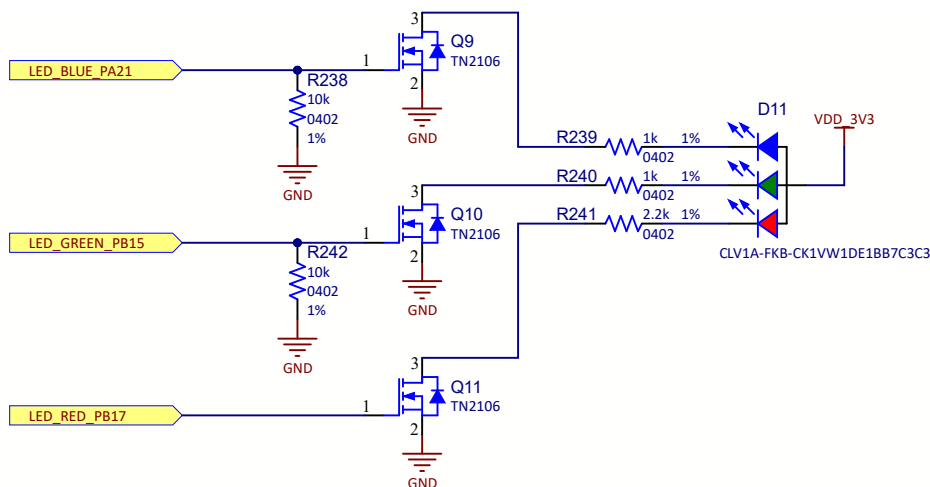 3
Q9
TN2106
1
2
GND
LED_BLUE_PA21
R238
10k
0402
1%
GND
D11
VDD_3V3
R239
1k
1%
0402
R240
1k
1%
0402
R241
2.2k
1%
0402
CLV1A-FKB-CK1VW1DE1BB7C3C3
3
Q10
TN2106
1
2
GND
LED_GREEN_PB15
R242
10k
0402
1%
GND
3
Q11
TN2106
1
2
GND
LED_RED_PB17